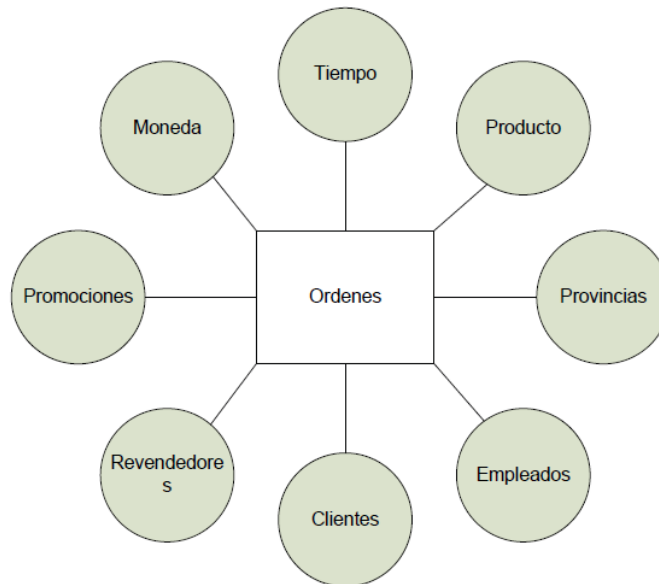 Tiempo
Moneda
Producto
Promociones
Ordenes
Provincias
Revendedore
s
Empleados
Clientes